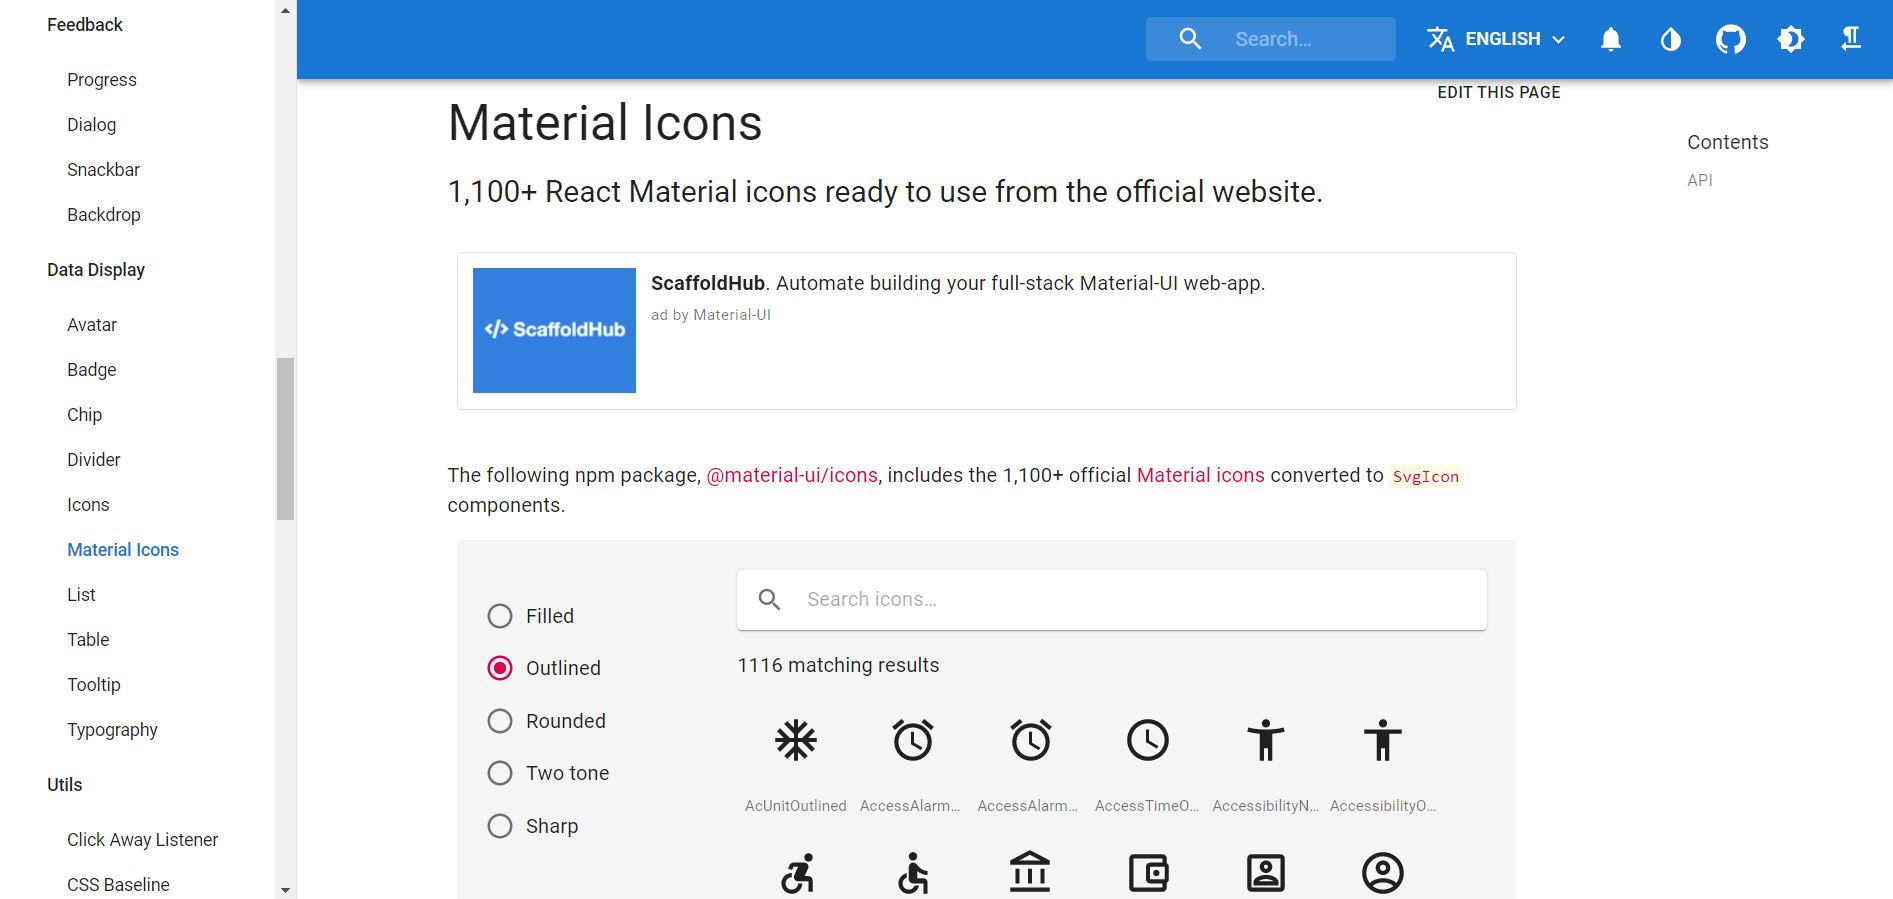 Feedback
Progress
Dialog
Snackbar
Backdrop
Data Display
Avatar
Badge
Chip
Divider
Icons
Material Icons
List
Table
Tooltip
Typography
Utils
Click Away Listener
CSS Baseline
Search…
ENGLISH
EDIT THIS PAGE
Material Icons
1,100+ React Material icons ready to use from the official website.
</> ScaffoldHub
ScaffoldHub. Automate building your full-stack Material-UI web-app.
ad by Material-UI
The following npm package, @material-ui/icons, includes the 1,100+ official Material icons converted to SvgIcon
components.
Filled
Outlined
Rounded
Two tone
Sharp
Search icons…
1116 matching results
AcUnitOutlined AccessAlarm… AccessAlarm… AccessTimeO… AccessibilityN… AccessibilityO…
Contents
API